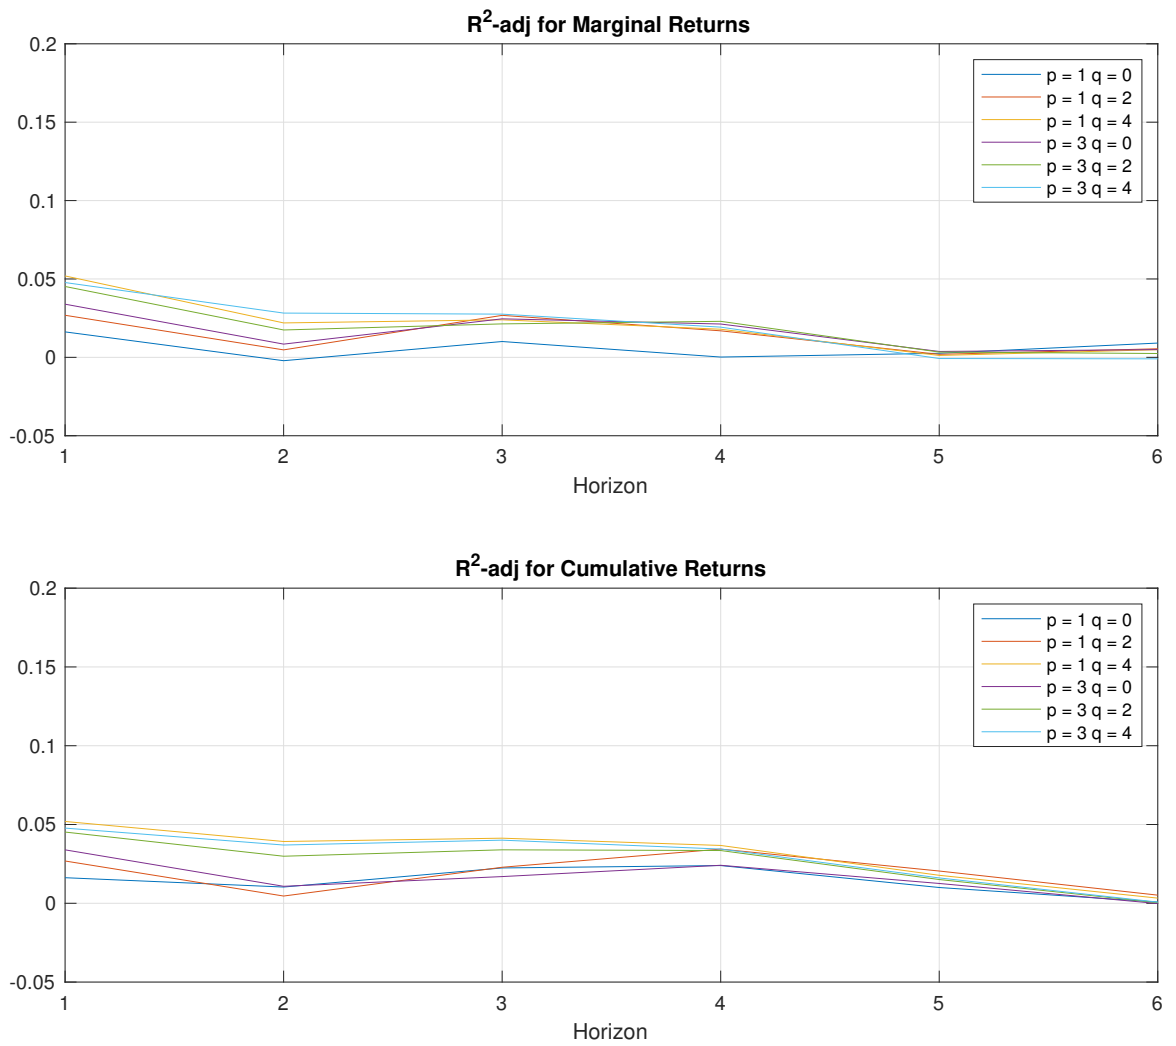 R²-adj for Marginal Returns
0.2
0.15
0.1
0.05
0
-0.05
p = 1 q = 0
p = 1 q = 2
p = 1 q = 4
p = 3 q = 0
p = 3 q = 2
p = 3 q = 4
1 2 3 4 5 6
Horizon
R²-adj for Cumulative Returns
0.2
0.15
0.1
0.05
0
-0.05
p = 1 q = 0
p = 1 q = 2
p = 1 q = 4
p = 3 q = 0
p = 3 q = 2
p = 3 q = 4
1 2 3 4 5 6
Horizon